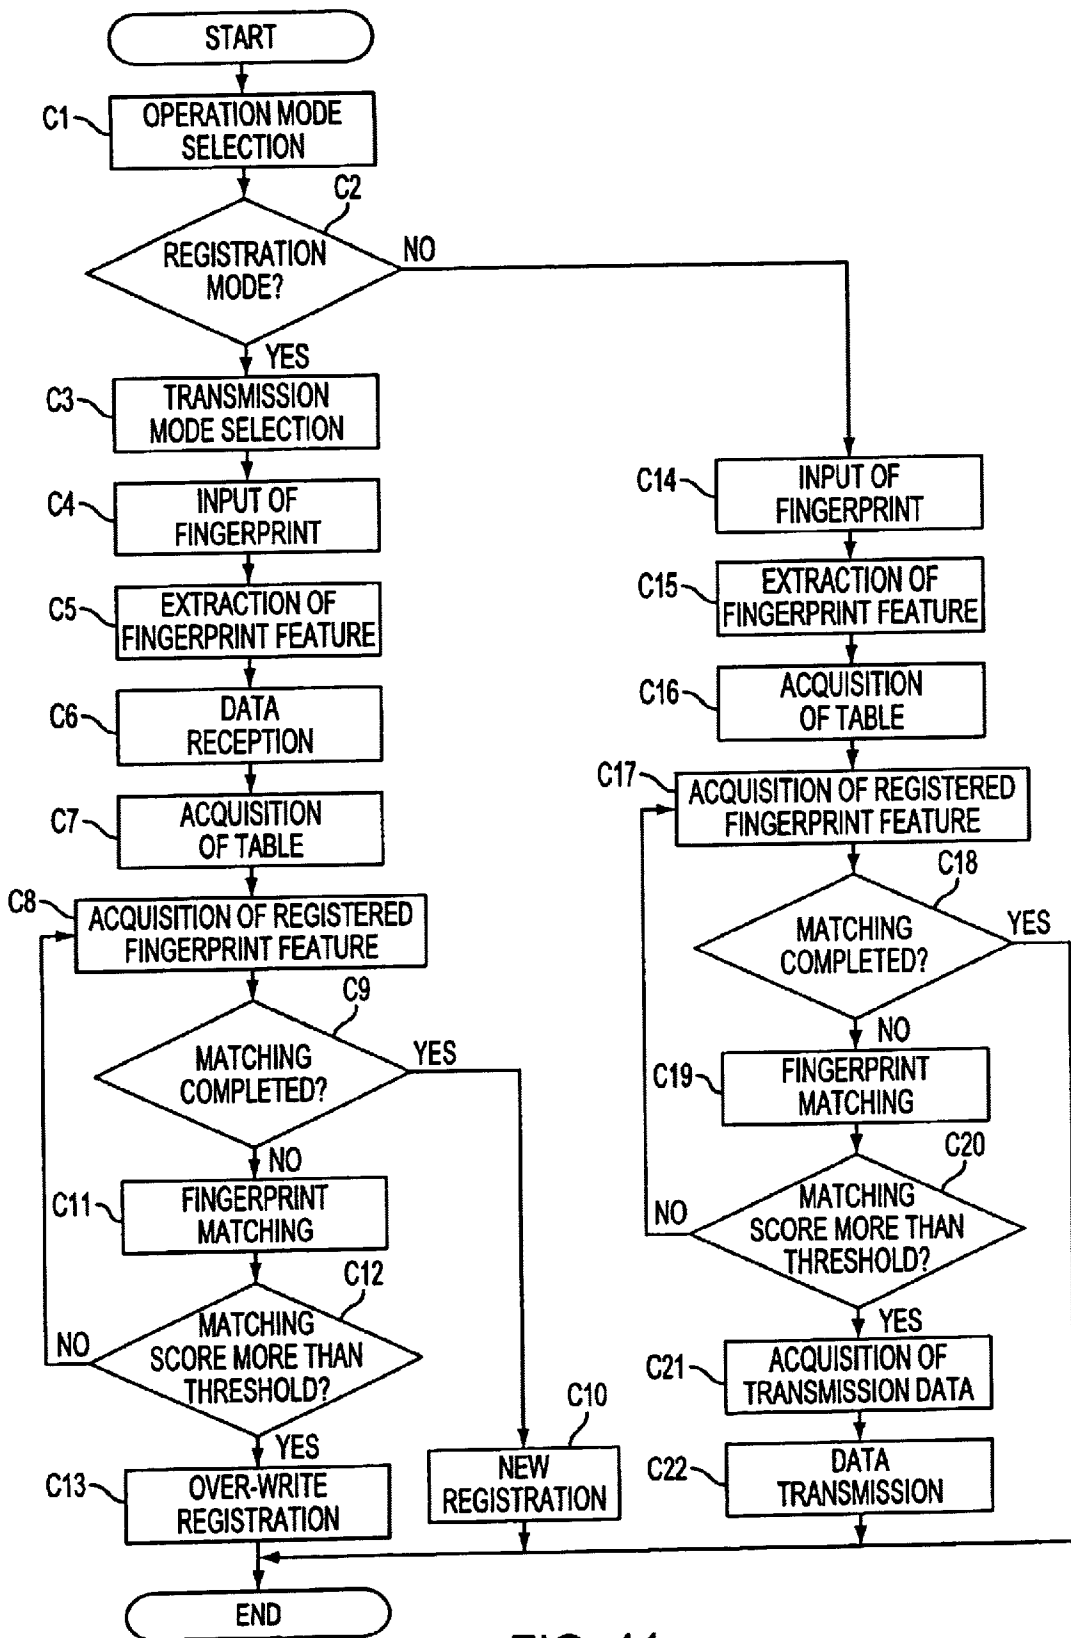 START
C1
OPERATION MODE
SELECTION
C2
REGISTRATION
MODE?
NO
YES
C3
TRANSMISSION
MODE SELECTION
C4
INPUT OF
FINGERPRINT
C5
EXTRACTION OF
FINGERPRINT FEATURE
C6
DATA
RECEPTION
C7
ACQUISITION
OF TABLE
C8
ACQUISITION OF REGISTERED
FINGERPRINT FEATURE
C9
MATCHING
COMPLETED?
YES
NO
C11
FINGERPRINT
MATCHING
C12
MATCHING
SCORE MORE THAN
THRESHOLD?
NO
YES
C13
OVER-WRITE
REGISTRATION
C10
NEW
REGISTRATION
C14
INPUT OF
FINGERPRINT
C15
EXTRACTION OF
FINGERPRINT FEATURE
C16
ACQUISITION
OF TABLE
C17
ACQUISITION OF REGISTERED
FINGERPRINT FEATURE
C18
MATCHING
COMPLETED?
YES
NO
C19
FINGERPRINT
MATCHING
C20
MATCHING
SCORE MORE THAN
THRESHOLD?
NO
YES
C21
ACQUISITION OF
TRANSMISSION DATA
C22
DATA
TRANSMISSION
END